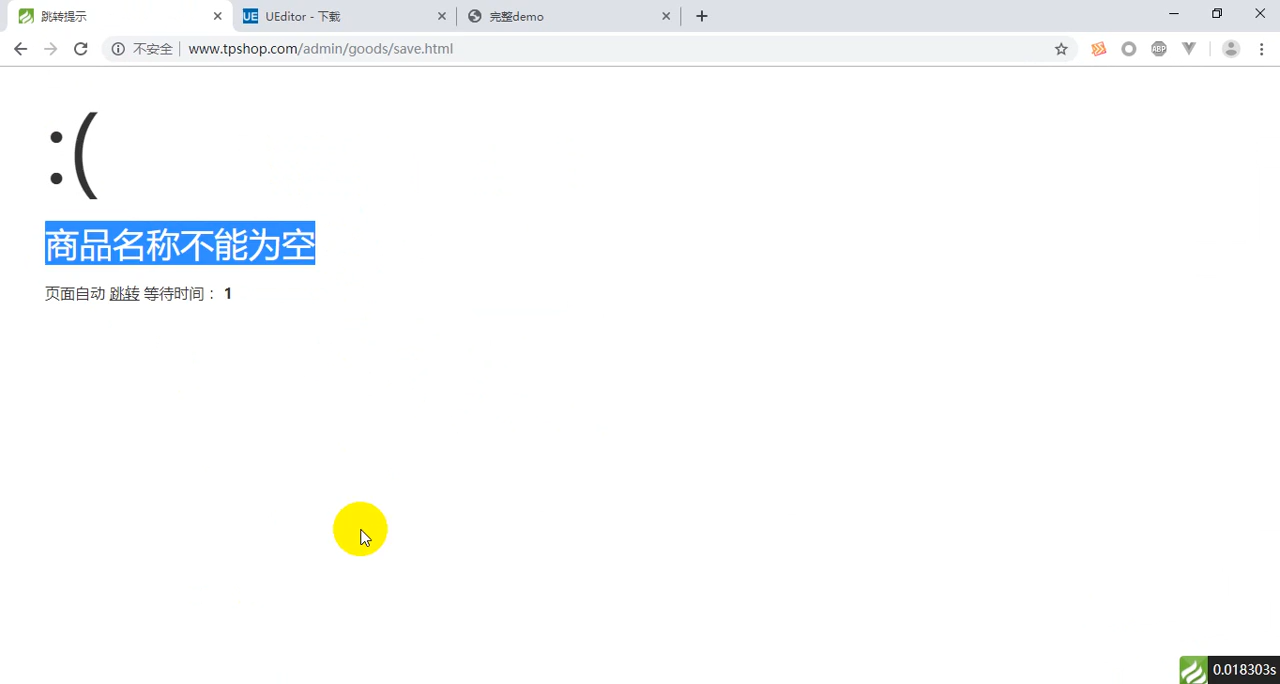 跳转提示
UE UEditor - 下载
完整demo
不安全 www.tpshop.com/admin/goods/save.html
ABP
:(
商品名称不能为空
页面自动 跳转 等待时间： 1
0.018303s